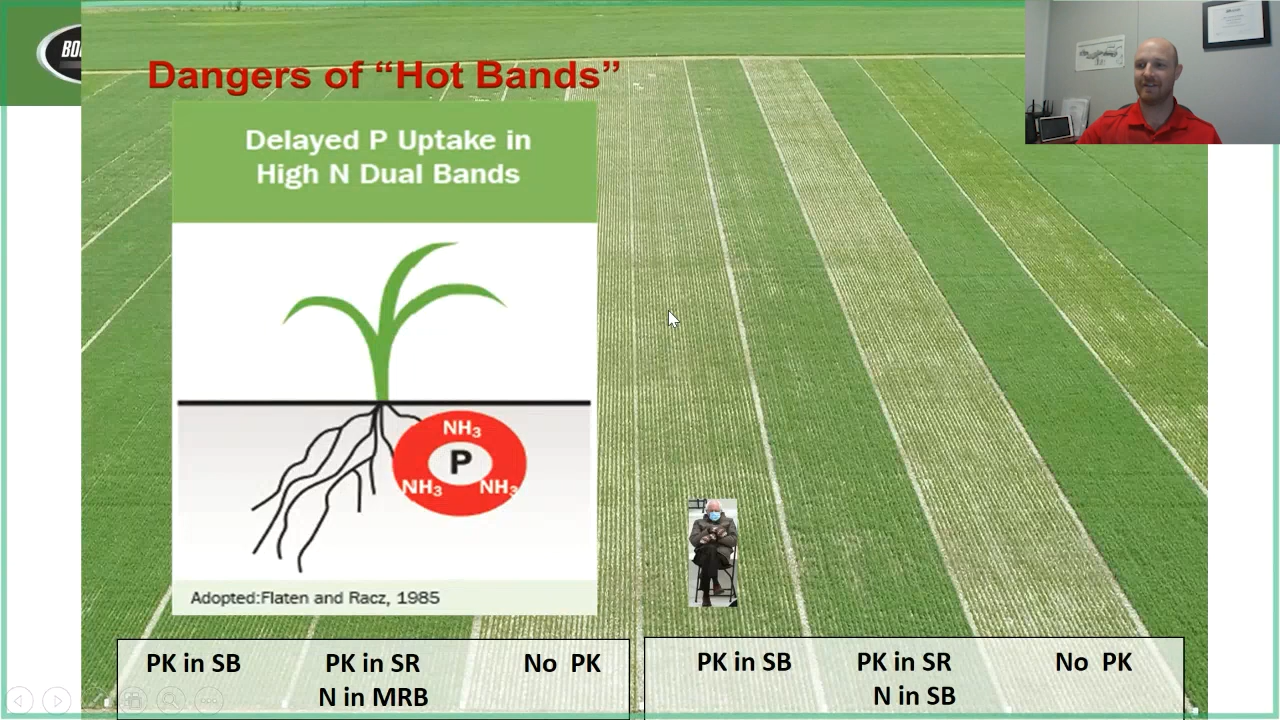 Dangers of “Hot Bands”
Delayed P Uptake in
High N Dual Bands
NH3
P
NH3 NH3
Adopted:Flaten and Racz, 1985
PK in SB PK in SR No PK
N in MRB
PK in SB PK in SR No PK
N in SB